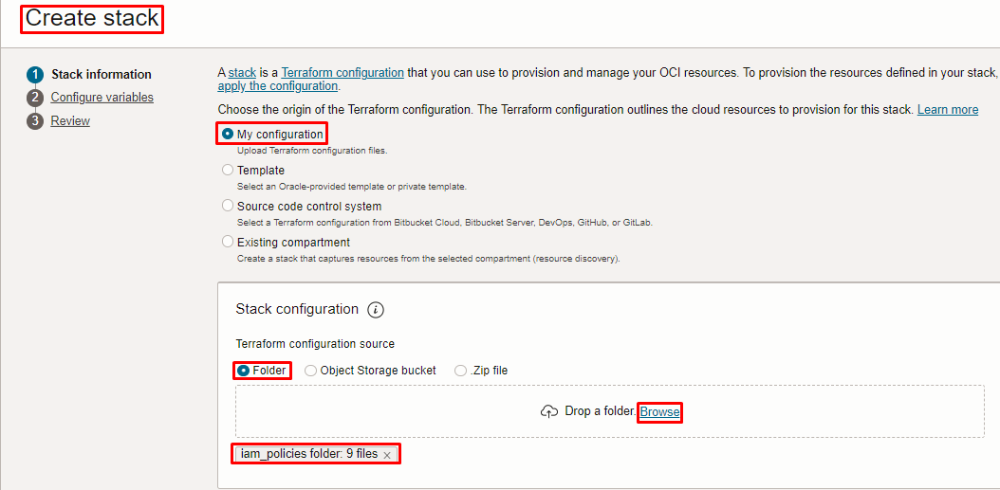 Create stack
1 Stack information
2 Configure variables
3 Review
A stack is a Terraform configuration that you can use to provision and manage your OCI resources. To provision the resources defined in your stack,
apply the configuration.
Choose the origin of the Terraform configuration. The Terraform configuration outlines the cloud resources to provision for this stack. Learn more
My configuration
Upload Terraform configuration files.
Template
Select an Oracle-provided template or private template.
Source code control system
Select a Terraform configuration from Bitbucket Cloud, Bitbucket Server, DevOps, GitHub, or GitLab.
Existing compartment
Create a stack that captures resources from the selected compartment (resource discovery).
Stack configuration i
Terraform configuration source
Folder Object Storage bucket .Zip file
Drop a folder. Browse
iam_policies folder: 9 files ×